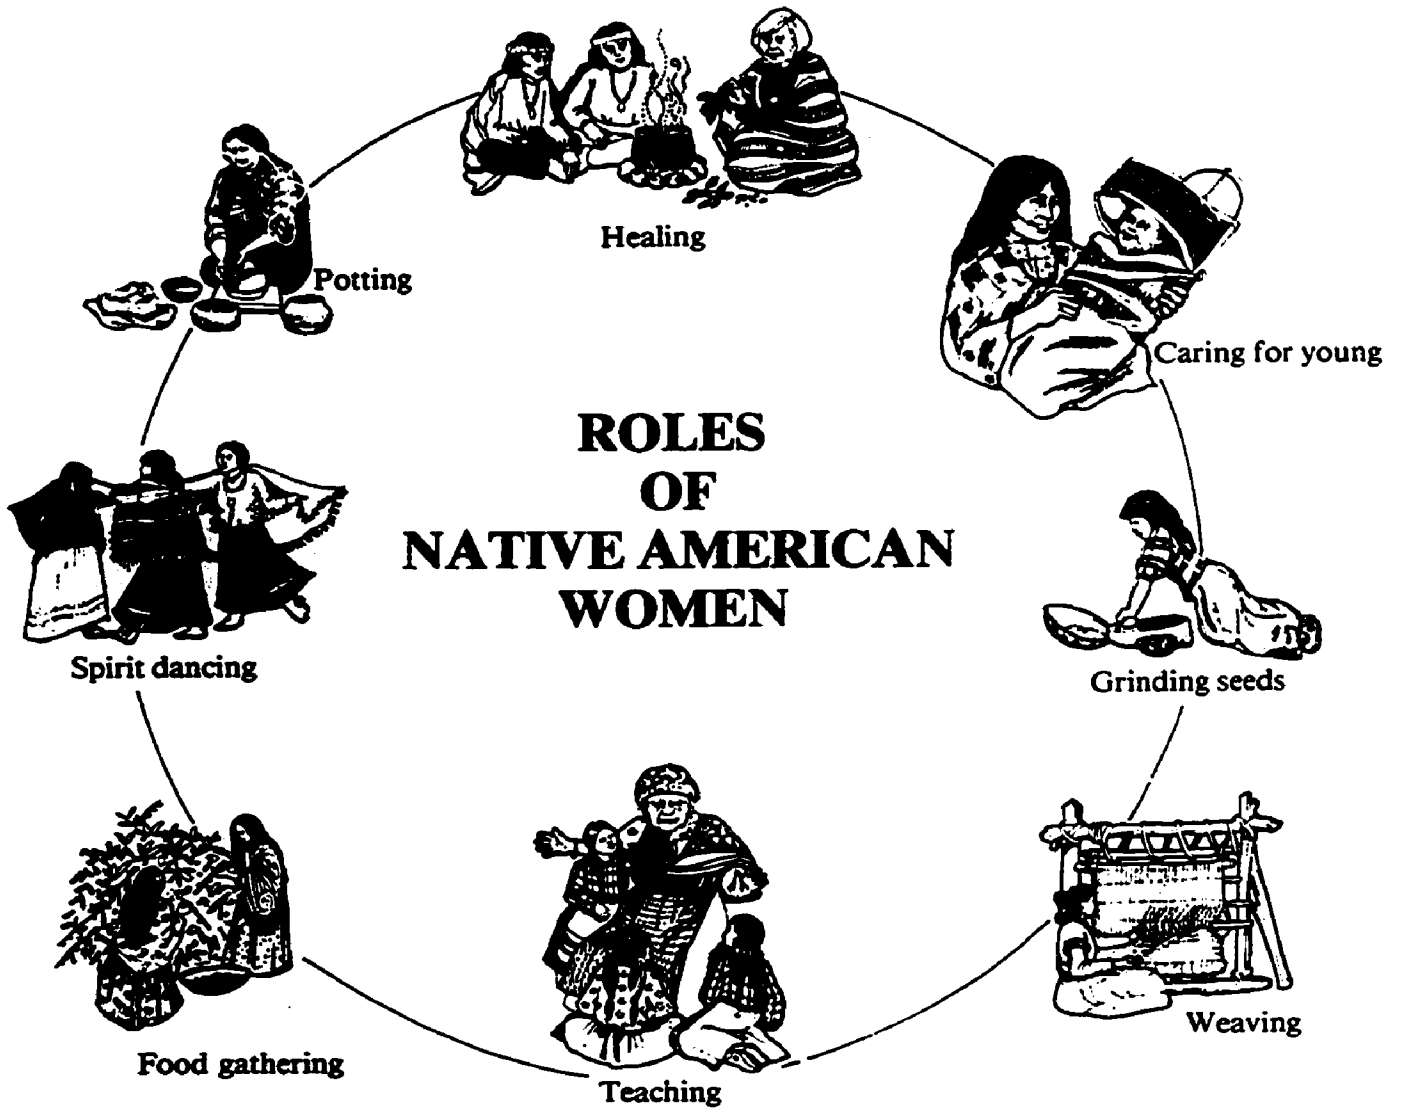 Healing
Potting
Caring for young
ROLES
OF
NATIVE AMERICAN
WOMEN
Spirit dancing
Grinding seeds
Weaving
Food gathering
Teaching